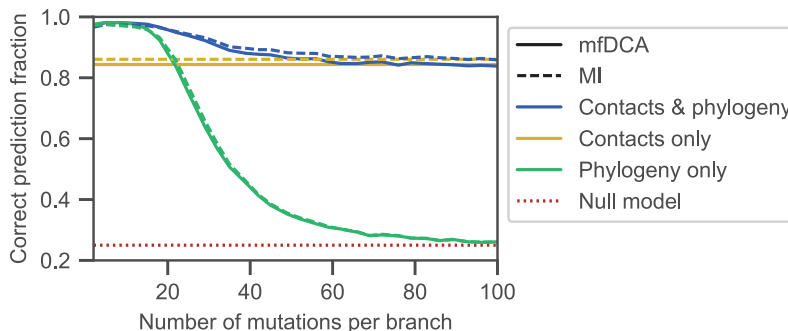 Correct prediction fraction
1.0
0.8
0.6
0.4
0.2
20 40 60 80 100
Number of mutations per branch
mfDCA
MI
Contacts & phylogeny
Contacts only
Phylogeny only
Null model